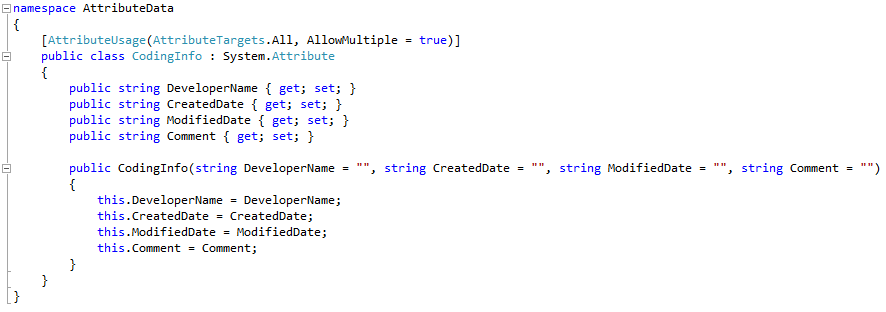 namespace AttributeData
{
    [AttributeUsage(AttributeTargets.All, AllowMultiple = true)]
    public class CodingInfo : System.Attribute
    {
        public string DeveloperName { get; set; }
        public string CreatedDate { get; set; }
        public string ModifiedDate { get; set; }
        public string Comment { get; set; }

        public CodingInfo(string DeveloperName = "", string CreatedDate = "", string ModifiedDate = "", string Comment = "")
        {
            this.DeveloperName = DeveloperName;
            this.CreatedDate = CreatedDate;
            this.ModifiedDate = ModifiedDate;
            this.Comment = Comment;
        }
    }
}